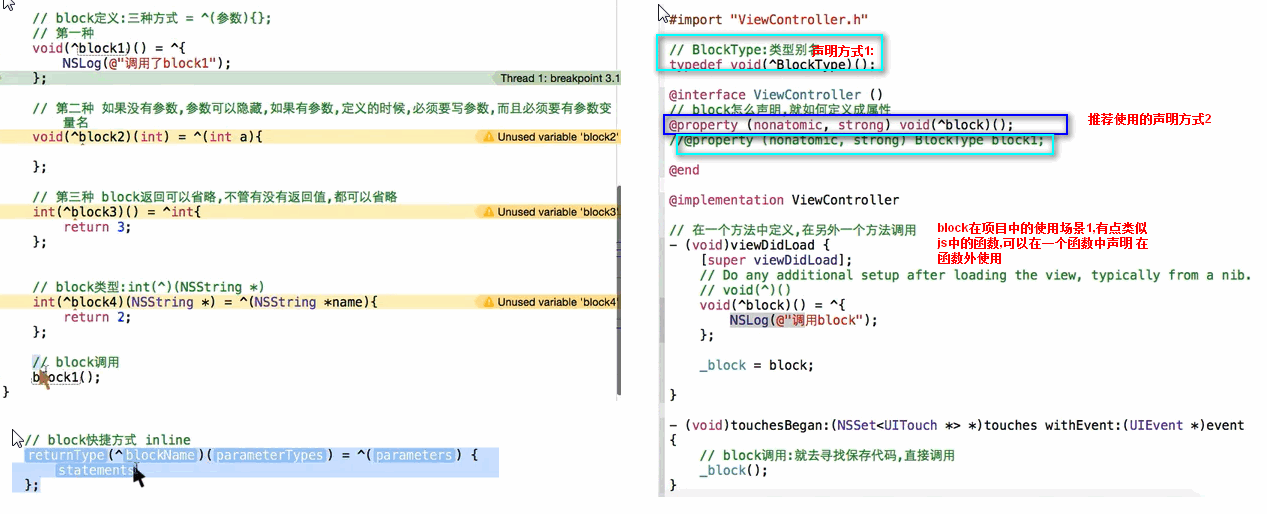 // block定义:三种方式 = ^(参数){};
// 第一种
void(^block1)() = ^{
NSLog(@"调用了block1");
};
Thread 1: breakpoint 3.1
// 第二种 如果没有参数,参数可以隐藏,如果有参数,定义的时候,必须要写参数,而且必须要有参数变
量名
void(^block2)(int) = ^(int a){
Unused variable 'block2'
};
// 第三种 block返回可以省略,不管有没有返回值,都可以省略
int(^block3)() = ^int{
Unused variable 'block3'
return 3;
};
// block类型:int(^)(NSString *)
int(^block4)(NSString *) = ^(NSString *name){
Unused variable 'block4'
return 2;
};
// block调用
block1();
}
// block快捷方式 inline
returnType(^blockName)(parameterTypes) = ^(parameters) {
statements
};
#import "ViewController.h"
// BlockType:类型别
声明方式1:
typedef void(^BlockType)();
@interface ViewController ()
// block怎么声明,就如何定义成属性
@property (nonatomic, strong) void(^block)();
推荐使用的声明方式2
//@property (nonatomic, strong) BlockType block1;
@end
@implementation ViewController
block在项目中的使用场景1,有点类似
js中的函数,可以在一个函数中声明 在
函数外使用
// 在一个方法中定义,在另外一个方法调用
- (void)viewDidLoad {
[super viewDidLoad];
// Do any additional setup after loading the view, typically from a nib.
// void(^)()
void(^block)() = ^{
NSLog(@"调用block");
};
_block = block;
}
- (void)touchesBegan:(NSSet<UITouch *> *)touches withEvent:(UIEvent *)event
{
// block调用:就去寻找保存代码,直接调用
_block();
}